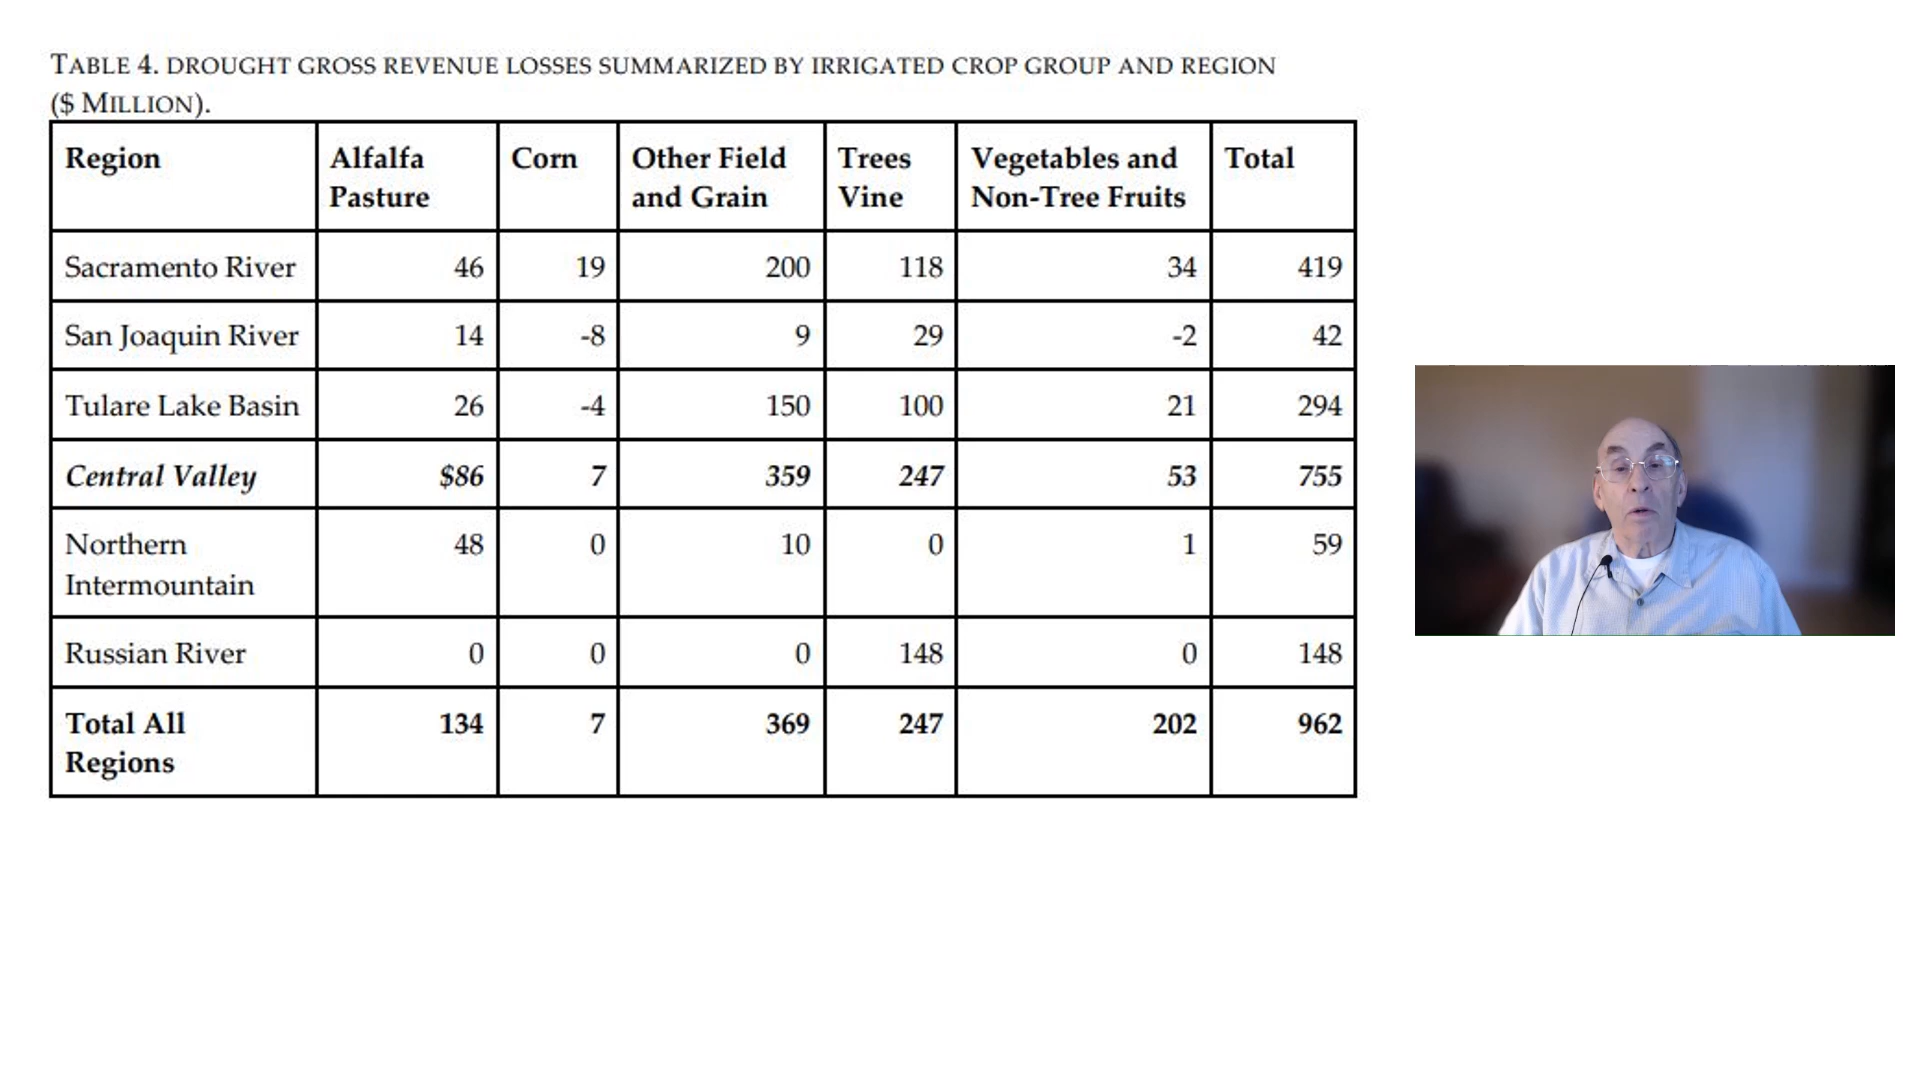 TABLE 4. DROUGHT GROSS REVENUE LOSSES SUMMARIZED BY IRRIGATED CROP GROUP AND REGION
($ MILLION).
Region Alfalfa Pasture Corn Other Field and Grain Trees Vine Vegetables and Non-Tree Fruits Total
Sacramento River 46 19 200 118 34 419
San Joaquin River 14 -8 9 29 -2 42
Tulare Lake Basin 26 -4 150 100 21 294
Central Valley $86 7 359 247 53 755
Northern Intermountain 48 0 10 0 1 59
Russian River 0 0 0 148 0 148
Total All Regions 134 7 369 247 202 962